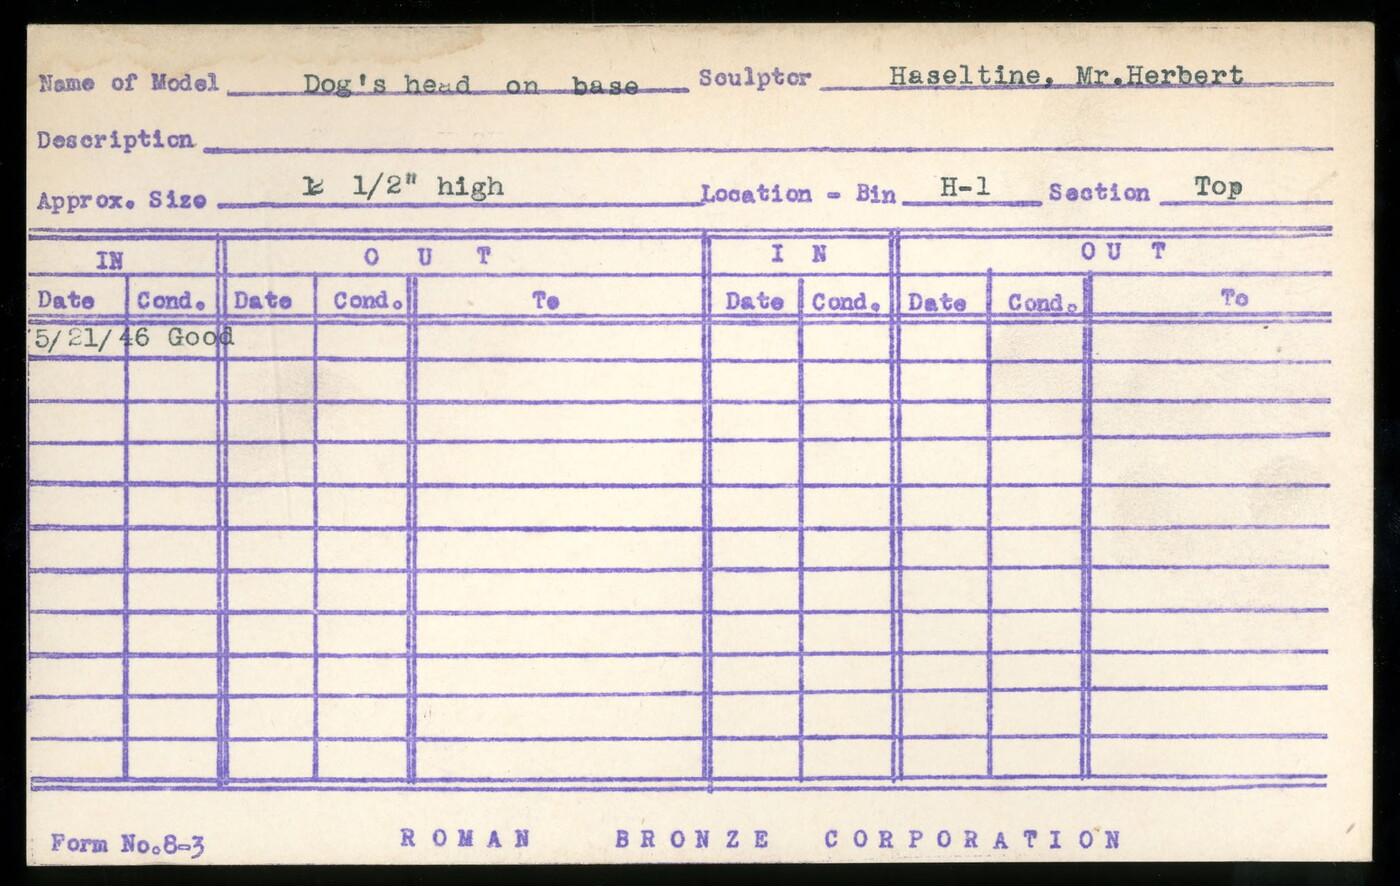 Name of Model Dog's head on base Sculptor Haseltine, Mr.Herbert
Description
Approx. Size 1/2" high Location - Bin H-1 Section Top
IN OUT IN OUT
Date Cond. Date Cond. To Date Cond. Date Cond. To
5/21/46 Good
Form No.8-3 ROMAN BRONZE CORPORATION